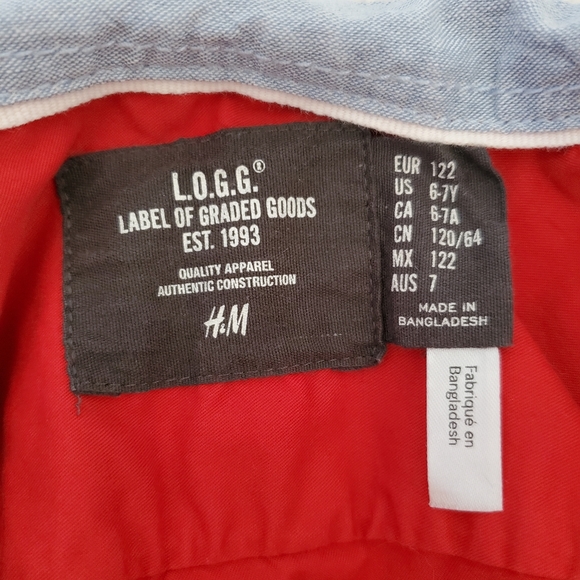 L.O.G.G.®
LABEL OF GRADED GOODS
EST. 1993
QUALITY APPAREL
AUTHENTIC CONSTRUCTION
H&M
EUR 122
US 6-7Y
CA 6-7A
CN 120/64
MX 122
AUS 7
MADE IN
BANGLADESH
Fabriqué en
Bangladesh